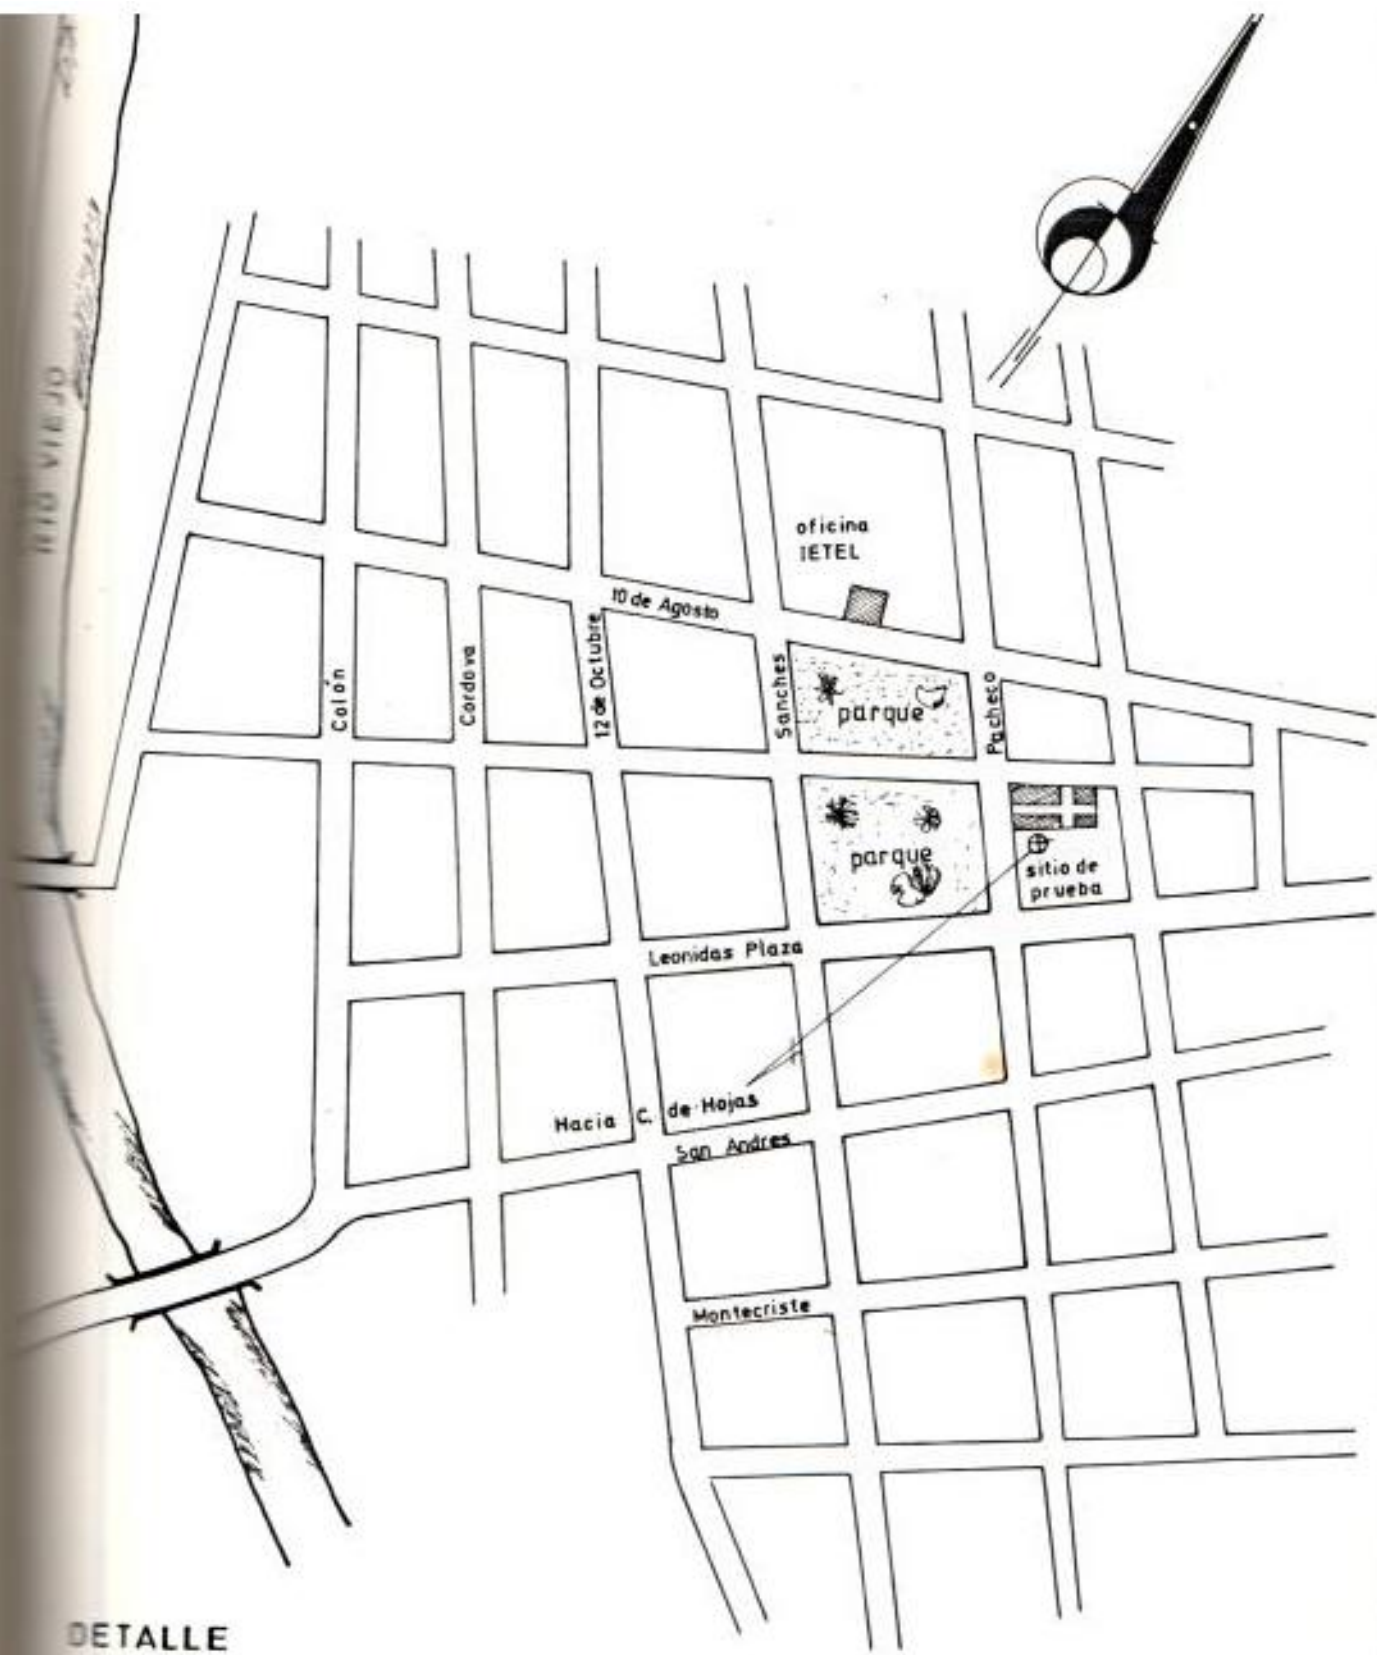 RIO VIEJO
oficina
IETEL
10 de Agosto
Colón
Cordova
12 de Octubre
Sanches
Pacheco
parque
parque
sitio de
prueba
Leonidas Plaza
Hacia C. de Hojas
San Andres
Montecriste
DETALLE